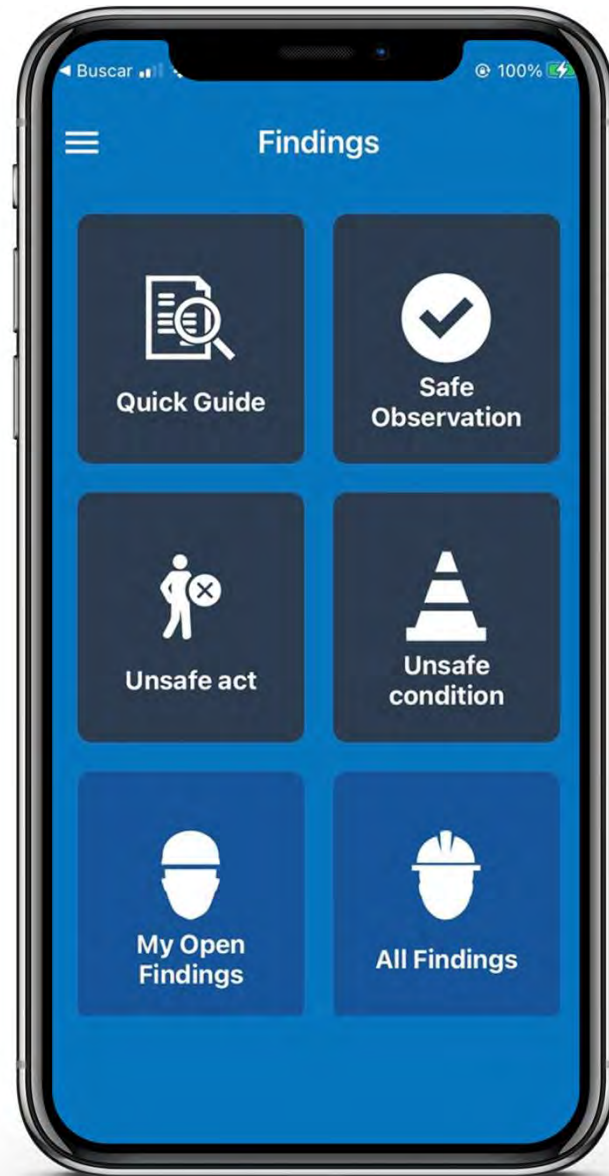 ◀ Buscar
100%
Findings
Quick Guide
Safe
Observation
Unsafe act
Unsafe
condition
My Open
Findings
All Findings